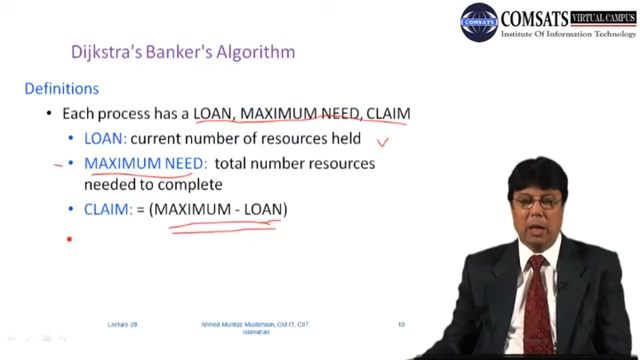 COMSATS VIRTUAL CAMPUS
Institute Of Information Technology
Dijkstra's Banker's Algorithm
Definitions
• Each process has a LOAN, MAXIMUM NEED, CLAIM
• LOAN: current number of resources held
• MAXIMUM NEED: total number resources
needed to complete
• CLAIM: = (MAXIMUM - LOAN)
Lecture-29
Ahmed Mumtaz Mustehsan, GM-IT, CIIT,
Islamabad
10